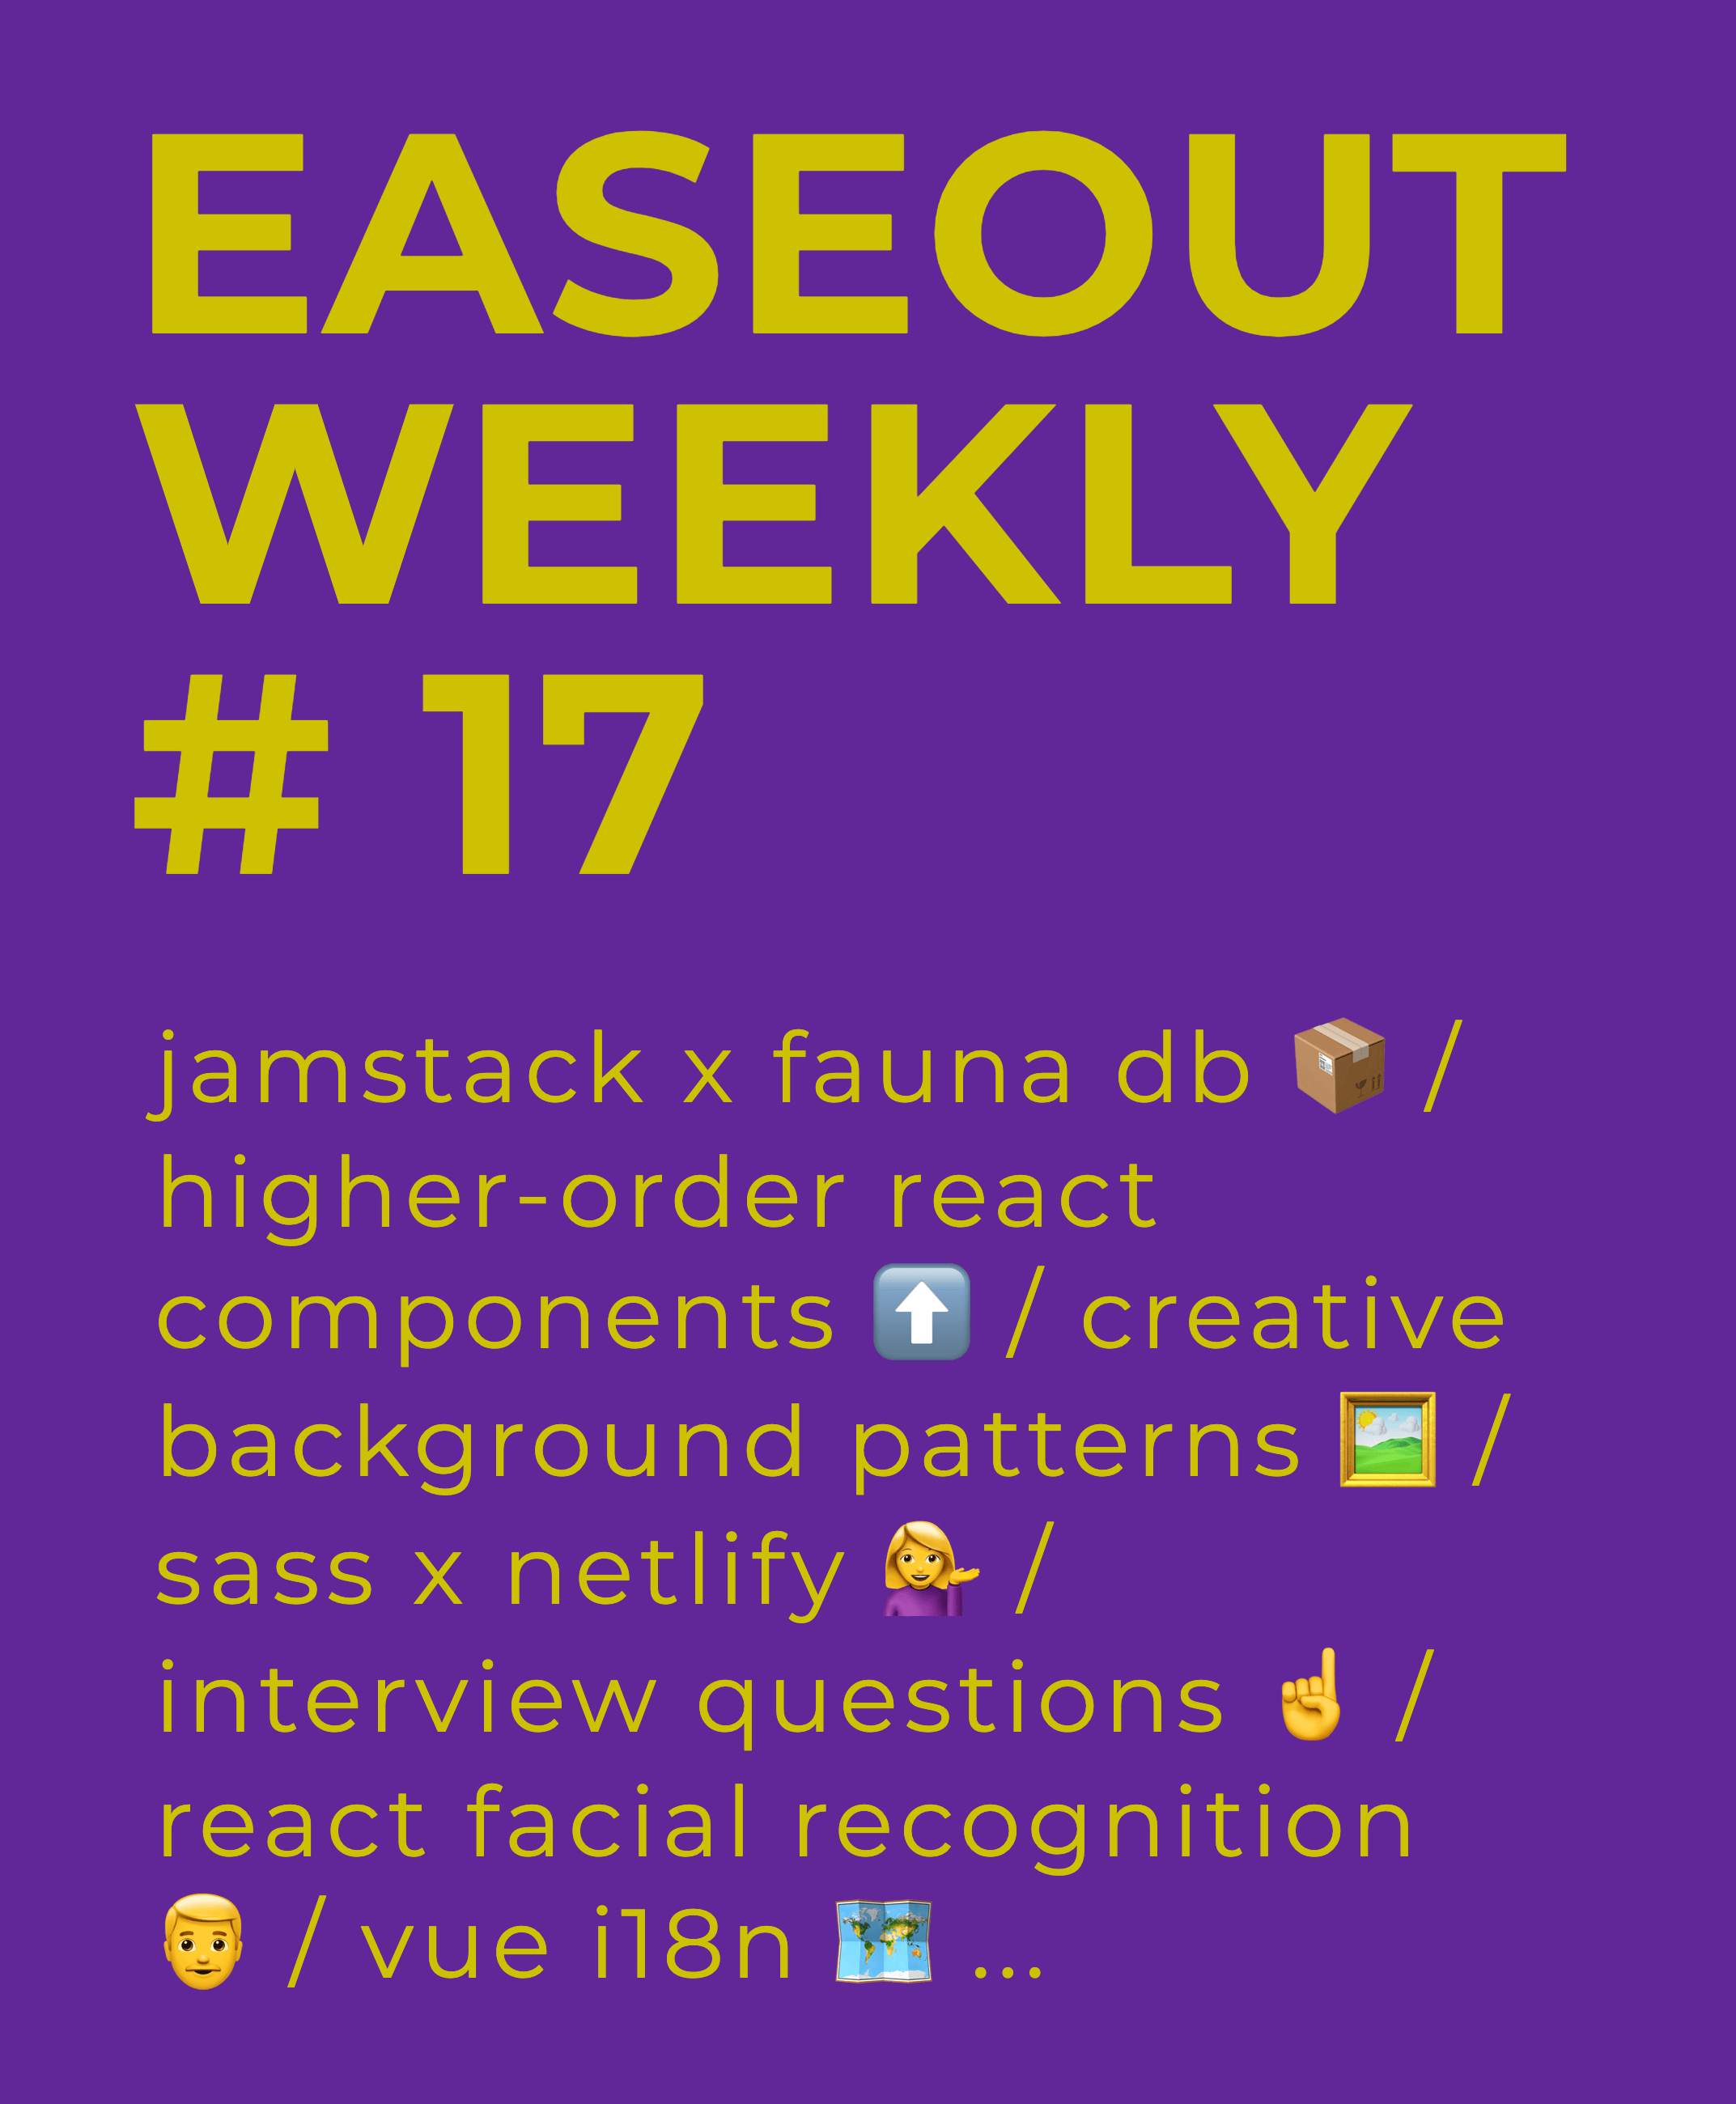 EASEOUT
WEEKLY
# 17
jamstack x fauna db 📦 /
higher-order react
components ⬆️ / creative
background patterns 🖼️ /
sass x netlify 💁‍♀️ /
interview questions ☝️ /
react facial recognition
👨 / vue i18n 🗺️ ...